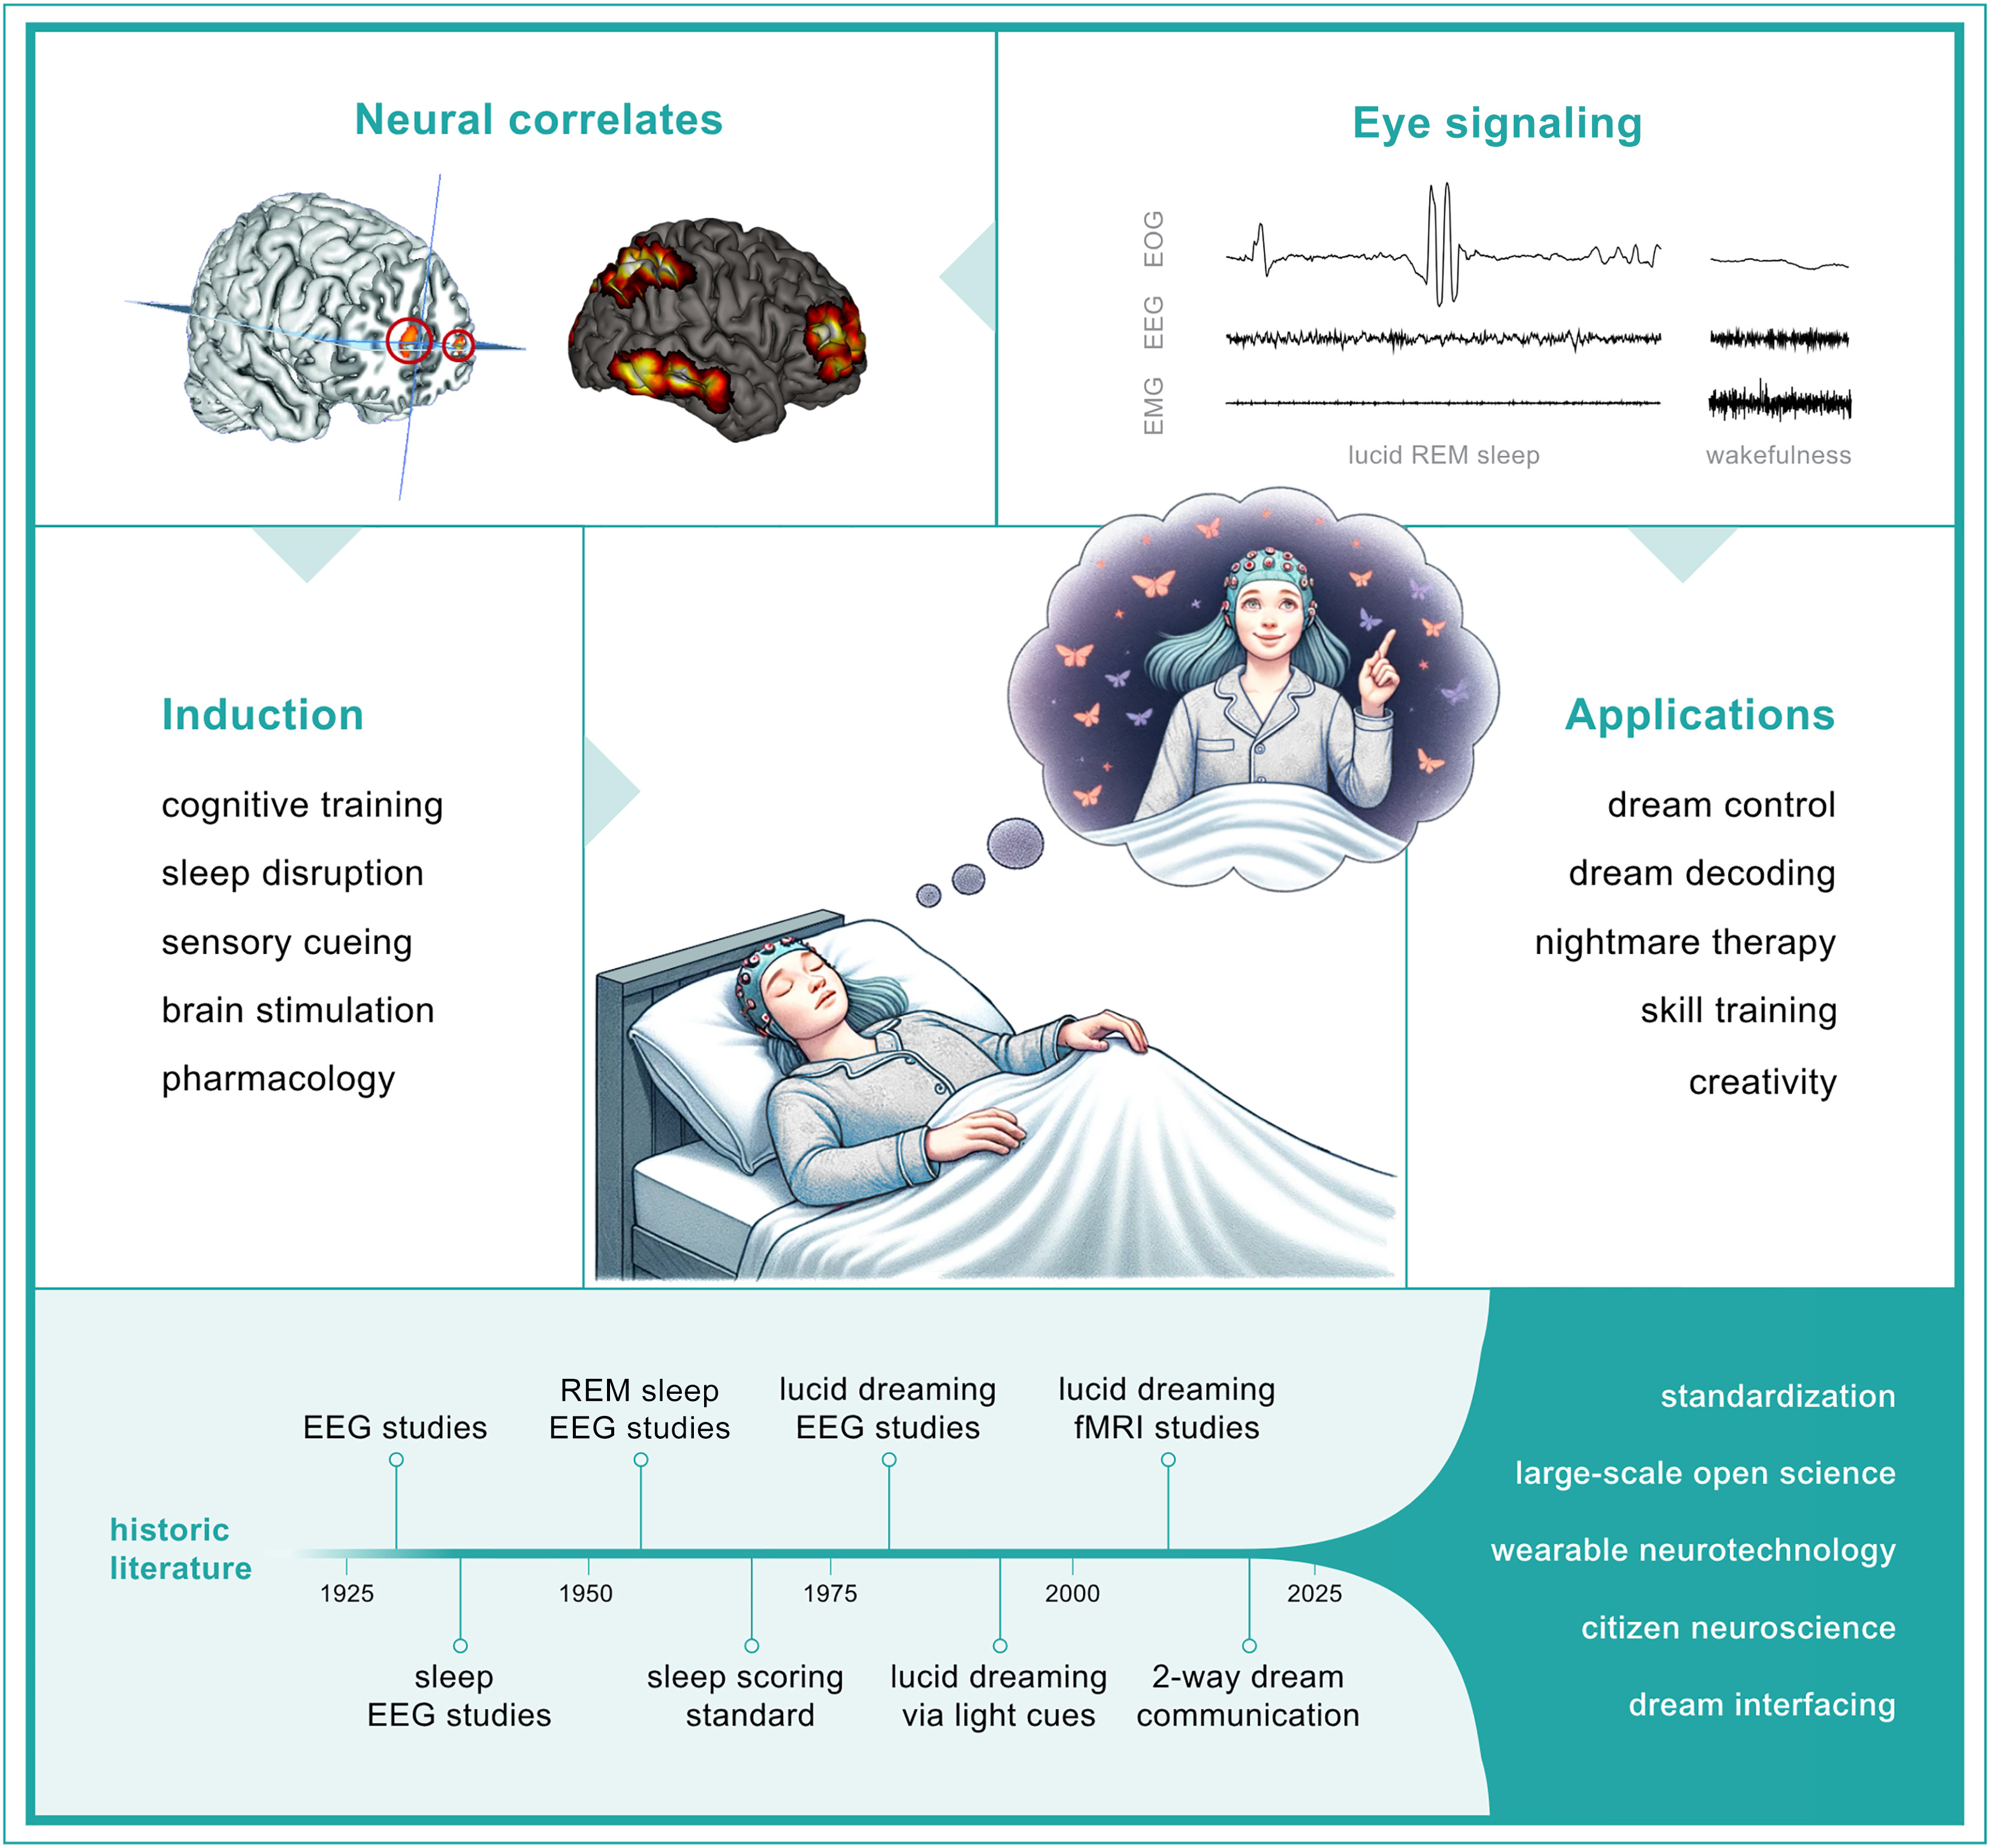 Neural correlates
Eye signaling
EOG
EEG
EMG
lucid REM sleep
wakefulness
Induction
cognitive training
sleep disruption
sensory cueing
brain stimulation
pharmacology
Applications
dream control
dream decoding
nightmare therapy
skill training
creativity
historic
literature
EEG studies
REM sleep
EEG studies
lucid dreaming
EEG studies
lucid dreaming
fMRI studies
1925
1950
1975
2000
2025
sleep
EEG studies
sleep scoring
standard
lucid dreaming
via light cues
2-way dream
communication
standardization
large-scale open science
wearable neurotechnology
citizen neuroscience
dream interfacing